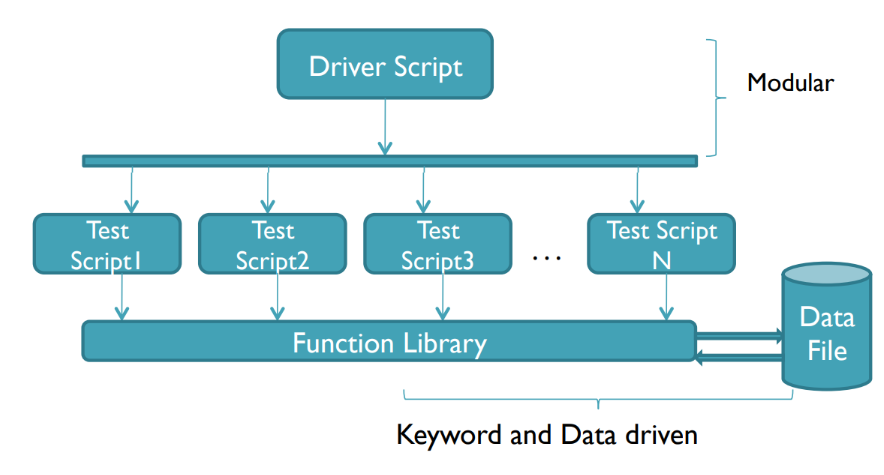 Driver Script
Modular
Test
Script1
Test
Script2
Test
Script3
...
Test Script
N
Data
File
Function Library
Keyword and Data driven